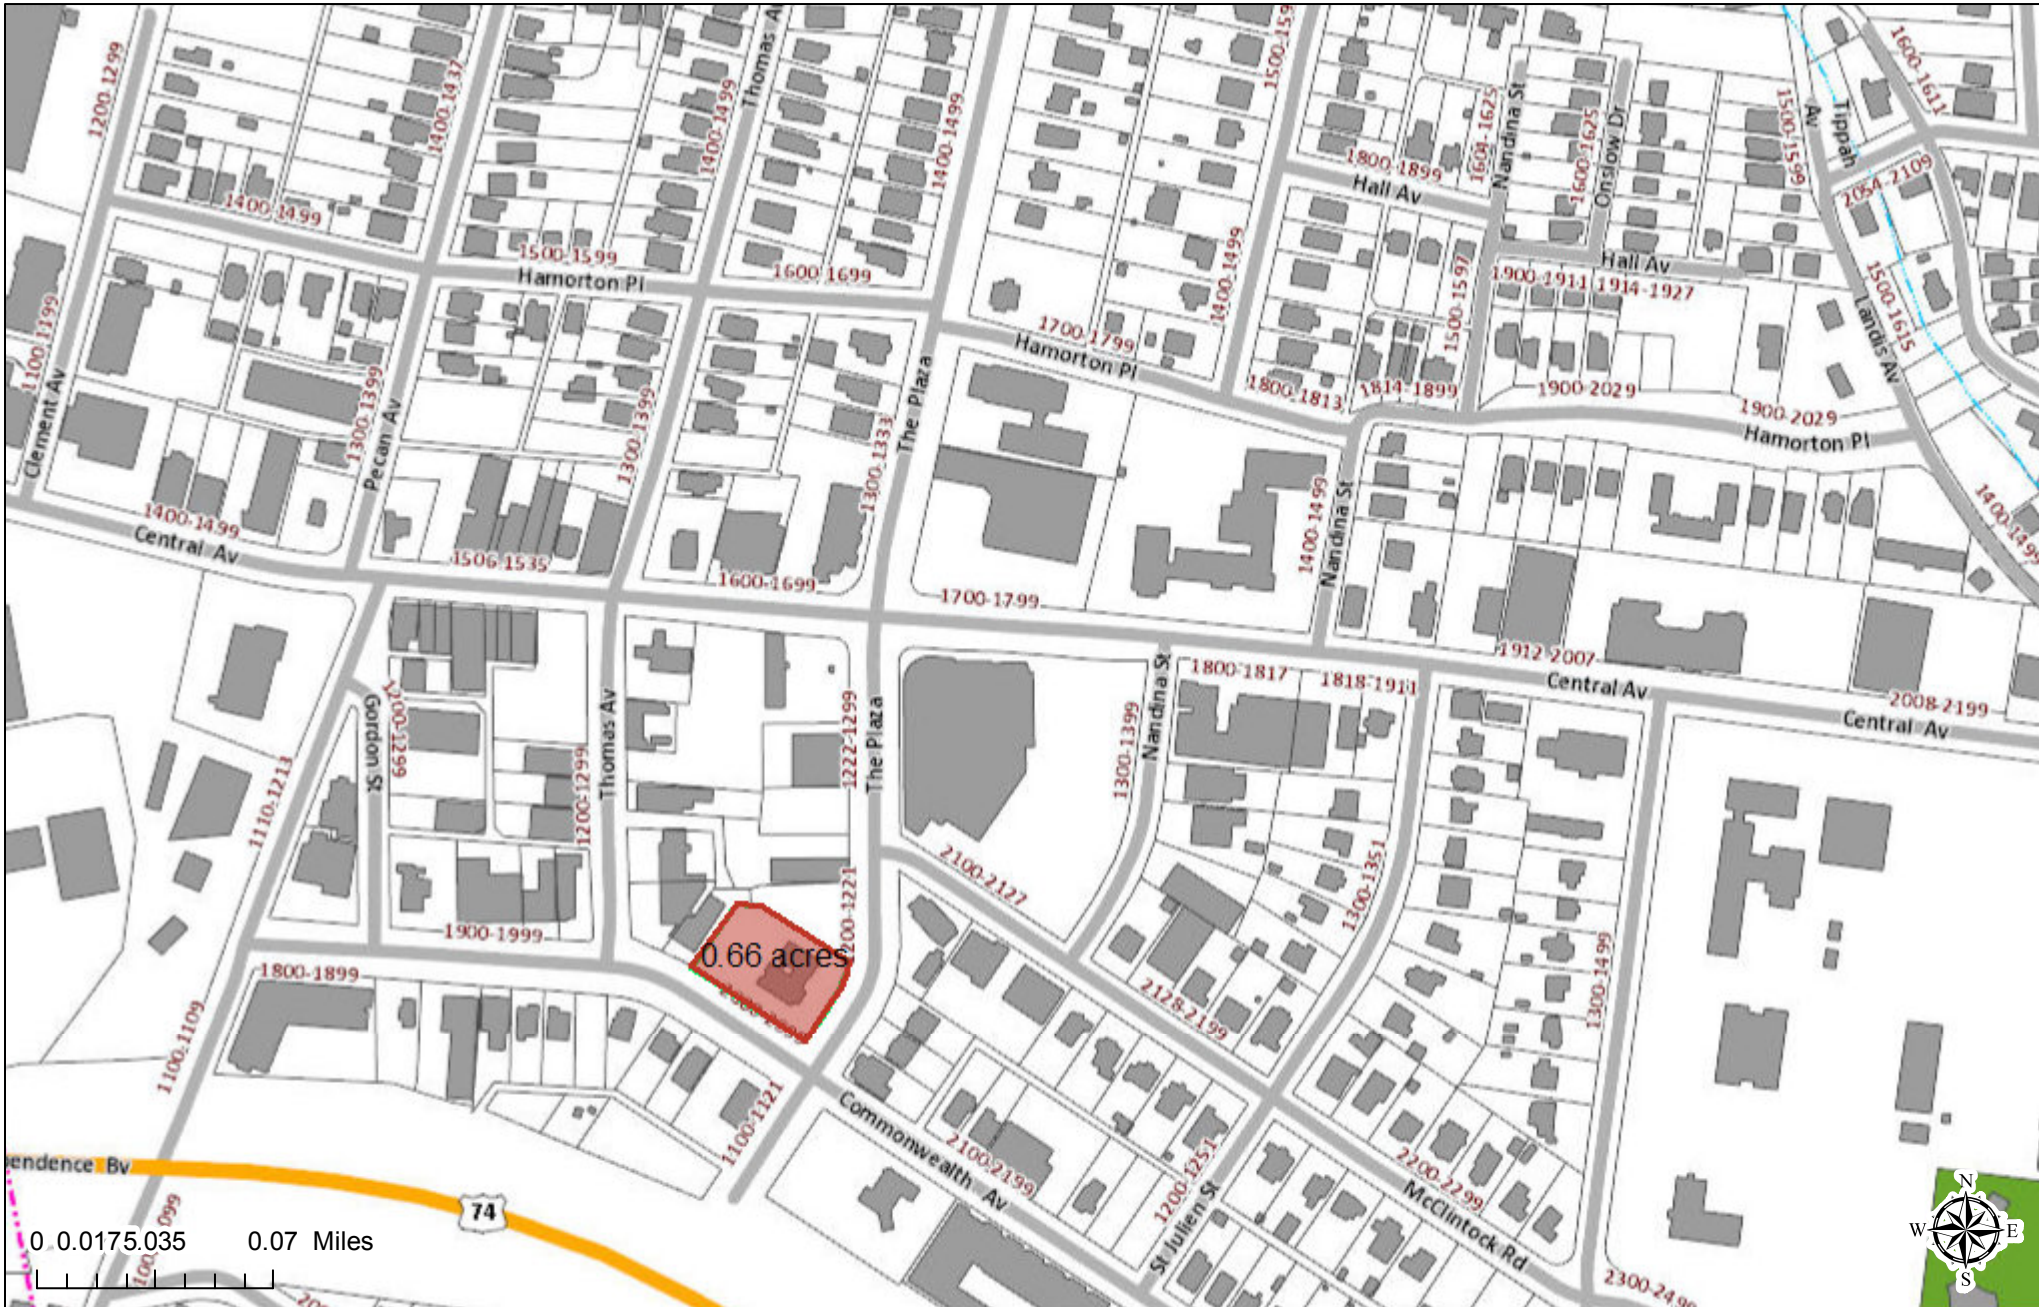 1200-1299
1400-1437
Thomas Av
1400-1499
1400-1499
1500-159
1604-1625
Nandina St
1600-1625
Onslow Dr
1500-1599
Av
Tippah
1600-1611
2054-2109
1400-1499
1500-1599
Hamorton Pl
1600-1699
1800-1899
Hall Av
Hall Av
1900-1911
1914-1927
1400-1499
1500-1597
1500-1615
Landis Av
1100-1199
Clement Av
1300-1399
Pecan Av
1300-1399
1300-1333
The Plaza
1700-1799
Hamorton Pl
1800-1813
1814-1899
1900-2029
1900-2029
Hamorton Pl
1400-1499
Central Av
1506-1535
1600-1699
1700-1799
1400-1499
Nandina St
1400-149
1912-2007
Central Av
2008-2199
Central Av
1800-1817
1818-1911
1200-1299
Gordon St
1110-1213
Thomas Av
1200-1299
1222-1299
The Plaza
1300-1399
Nandina St
1300-1351
1300-1499
2100-2127
200-1221
1900-1999
1800-1899
0.66 acres
2128-2199
1100-1109
1100-1121
Commonwealth Av
2100-2199
1200-1251
St Julien St
2200-2299
McClintock Rd
2300-249
pendence Bv
74
099
100
200
0 0.0175.035 0.07 Miles
N
W
E
S